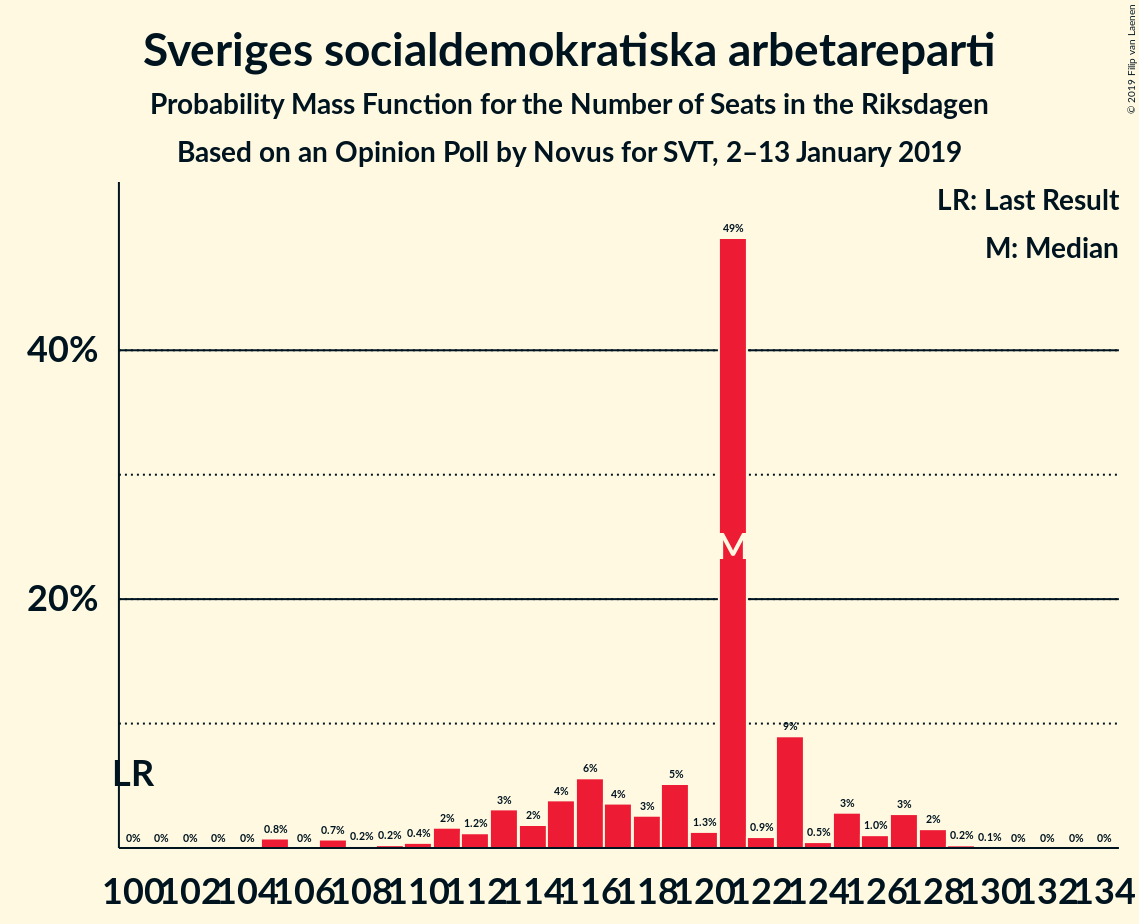 Sveriges socialdemokratiska arbetareparti
Probability Mass Function for the Number of Seats in the Riksdagen
Based on an Opinion Poll by Novus for SVT, 2–13 January 2019
© 2019 Filip van Laenen
LR: Last Result
M: Median
40%
20%
LR
M
0% 0% 0% 0% 0% 0.8% 0% 0.7% 0.2% 0.2% 0.4% 2% 1.2% 3% 2% 4% 6% 4% 3% 5% 1.3% 49% 0.9% 9% 0.5% 3% 1.0% 3% 2% 0.2% 0.1% 0% 0% 0% 0%
100 102 104 106 108 110 112 114 116 118 120 122 124 126 128 130 132 134